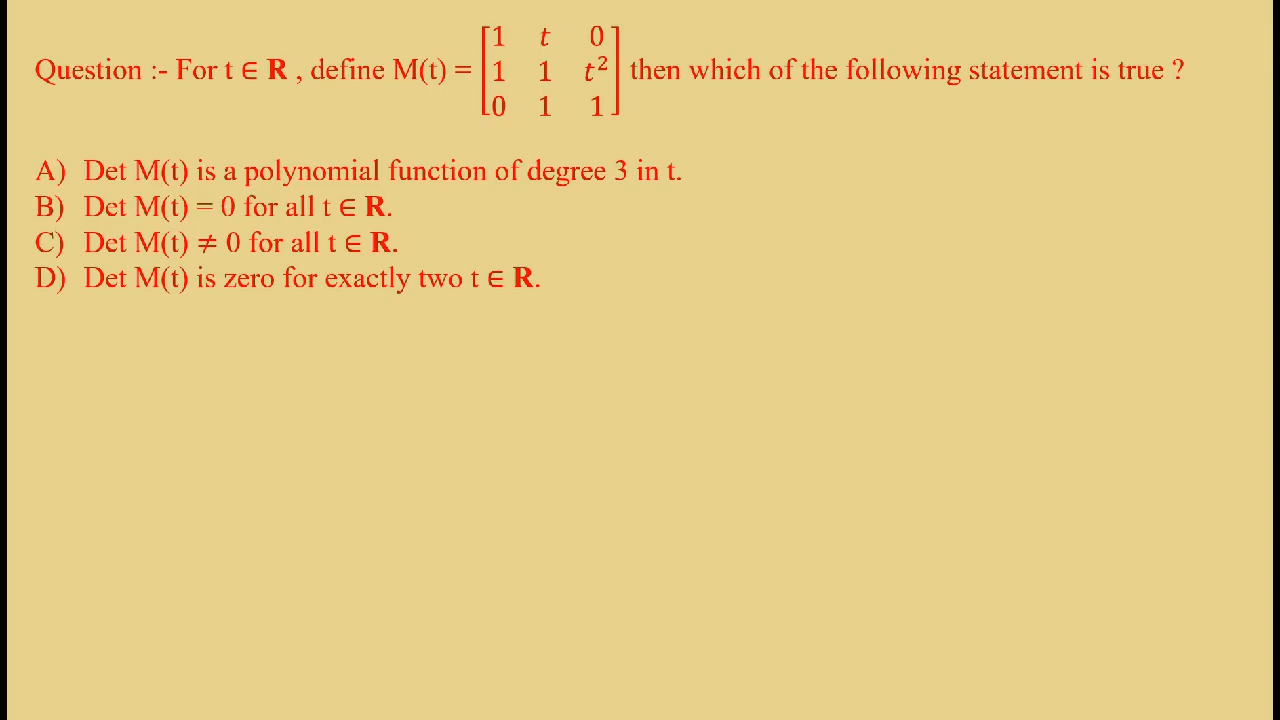 Question :- For t ∈ R , define M(t) = [1 t 0; 1 1 t²; 0 1 1] then which of the following statement is true ?
A) Det M(t) is a polynomial function of degree 3 in t.
B) Det M(t) = 0 for all t ∈ R.
C) Det M(t) ≠ 0 for all t ∈ R.
D) Det M(t) is zero for exactly two t ∈ R.